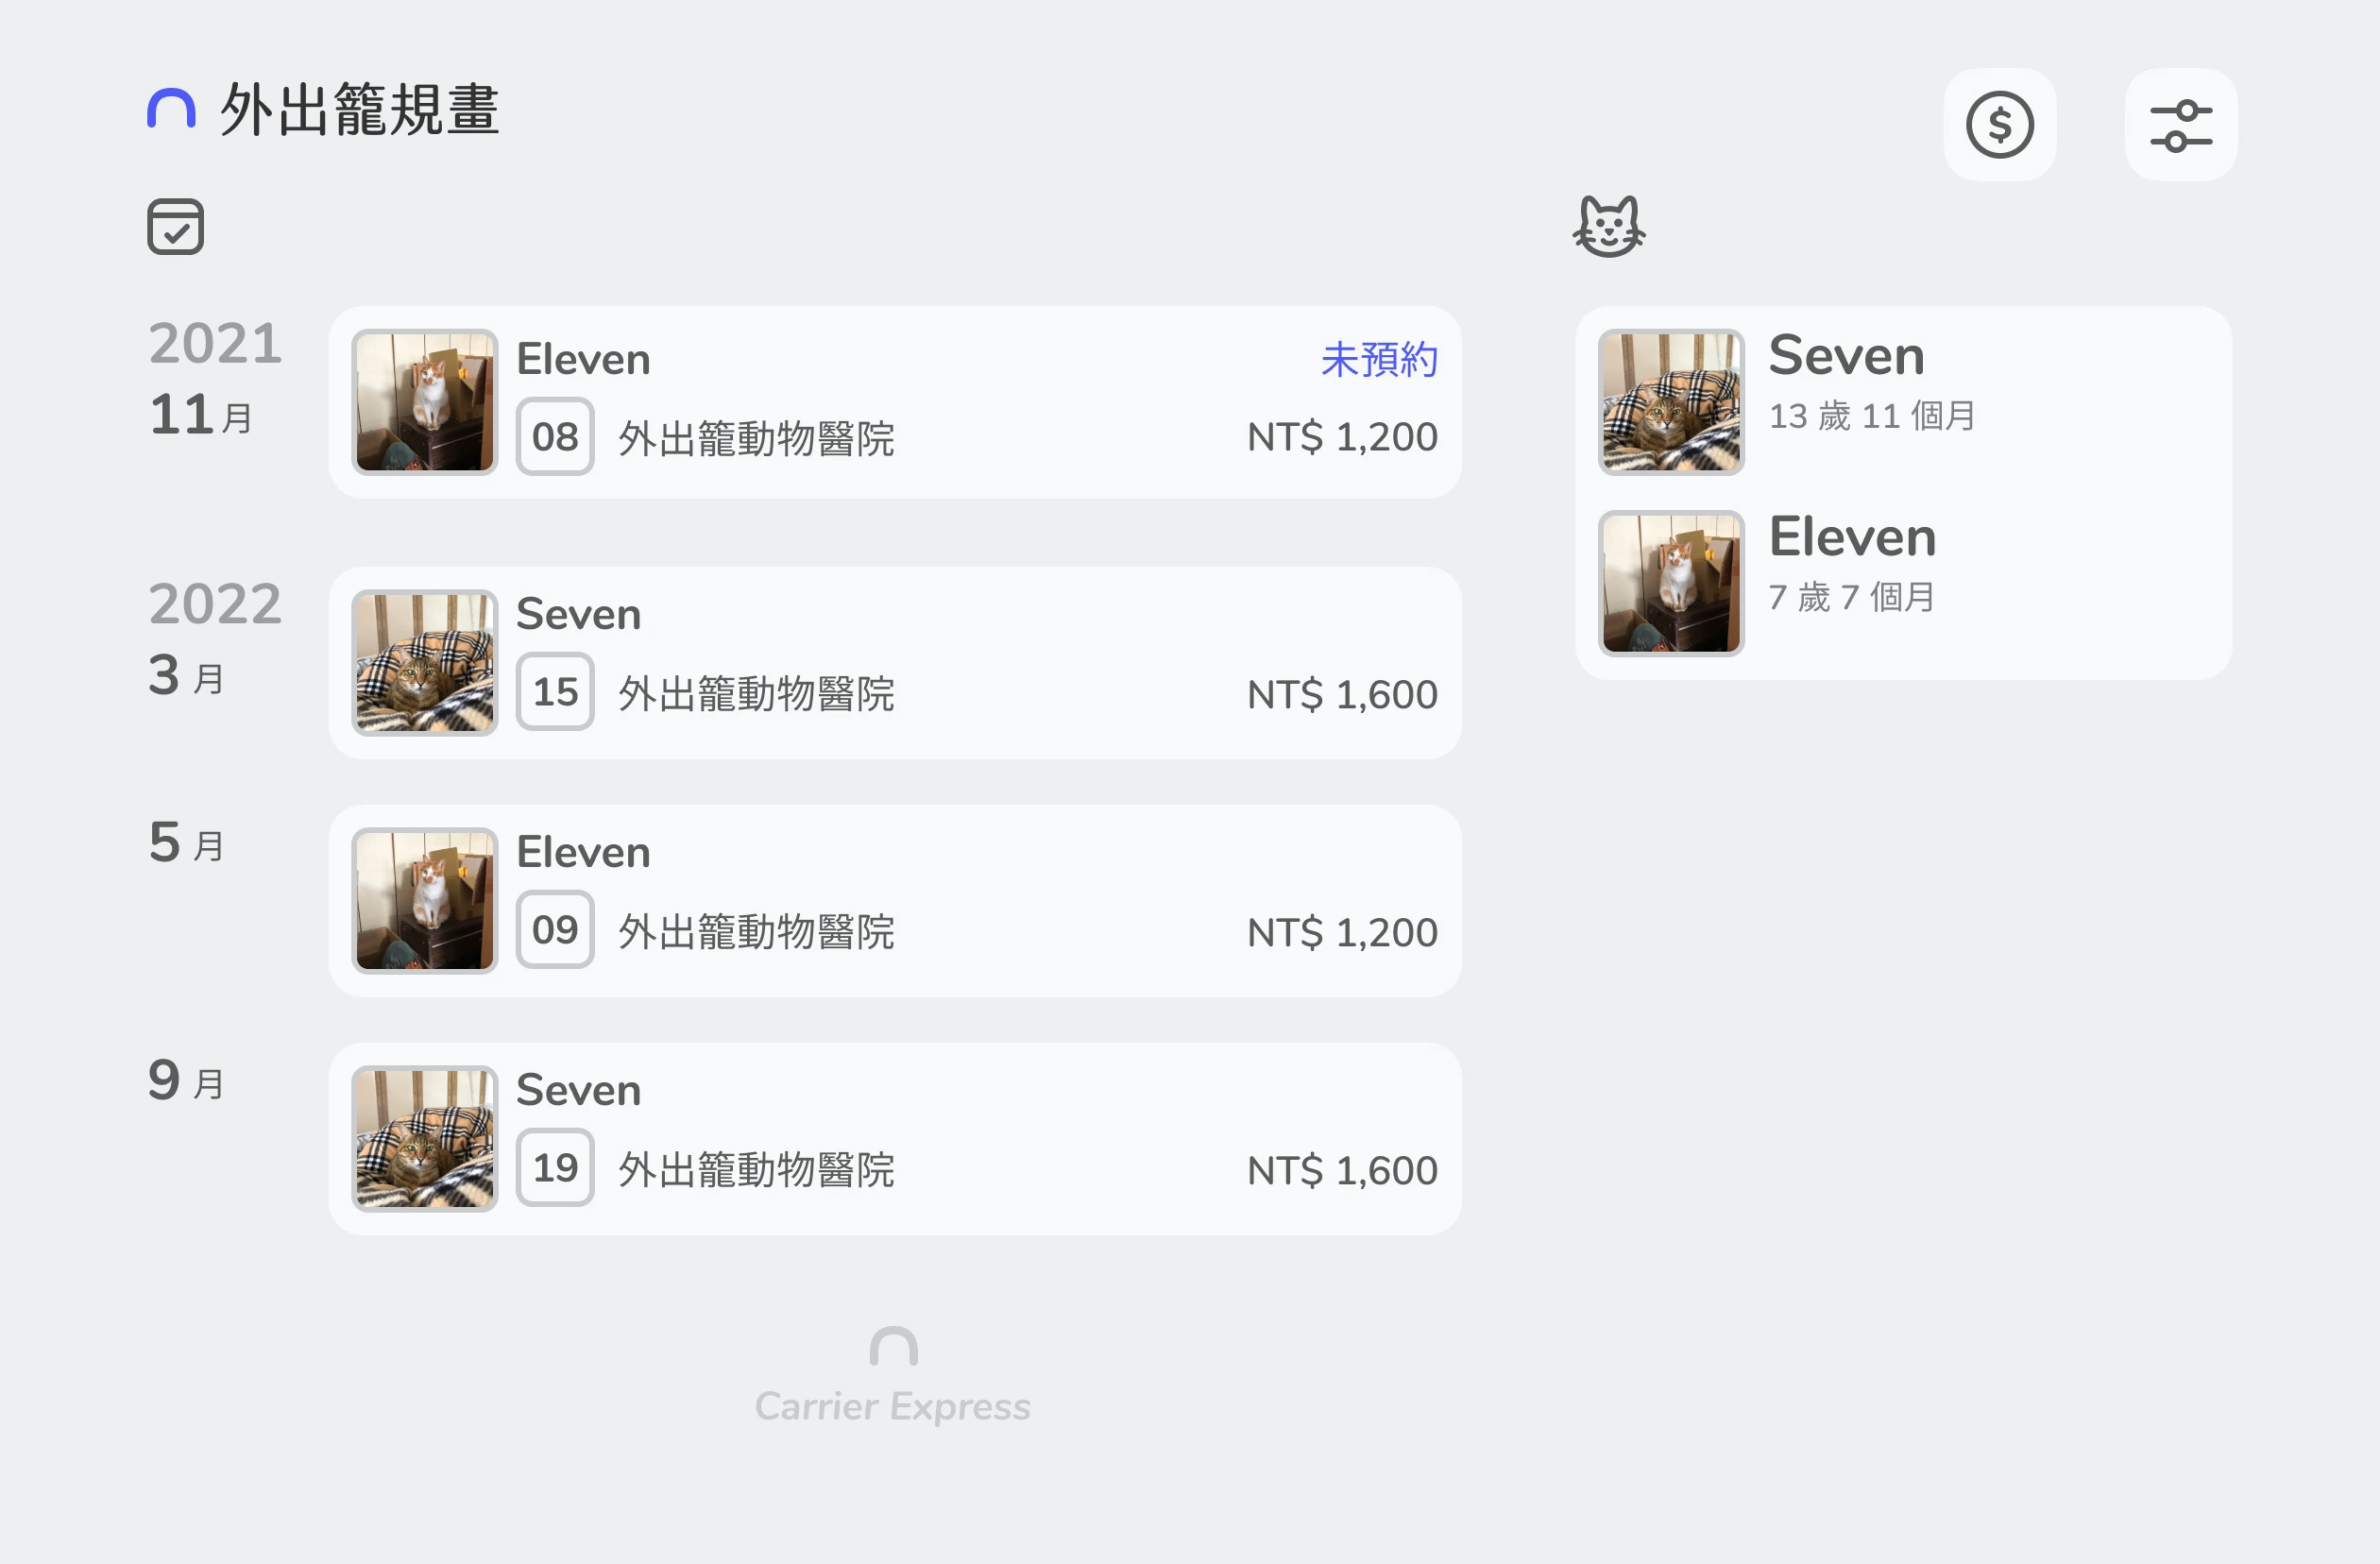 外出籠規畫
2021
11 月
Eleven
未預約
08 外出籠動物醫院 NT$ 1,200
2022
3 月
Seven
15 外出籠動物醫院 NT$ 1,600
5 月
Eleven
09 外出籠動物醫院 NT$ 1,200
9 月
Seven
19 外出籠動物醫院 NT$ 1,600
Seven
13 歲 11 個月
Eleven
7 歲 7 個月
Carrier Express